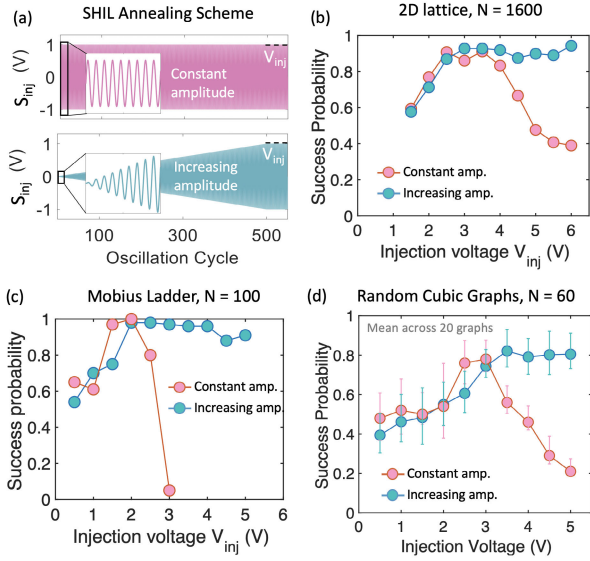 (a) SHIL Annealing Scheme
S_inj (V)
1
0
-1
V_inj
Constant
amplitude
S_inj (V)
1
0
-1
V_inj
Increasing
amplitude
100 300 500
Oscillation Cycle
(b) 2D lattice, N = 1600
Success Probability
1
0.8
0.6
0.4
0.2
0
Constant amp.
Increasing amp.
0 1 2 3 4 5 6
Injection voltage V_inj (V)
(c) Mobius Ladder, N = 100
Success probability
1
0.8
0.6
0.4
0.2
0
Constant amp.
Increasing amp.
0 1 2 3 4 5 6
Injection voltage V_inj (V)
(d) Random Cubic Graphs, N = 60
Mean across 20 graphs
Success Probability
1
0.8
0.6
0.4
0.2
0
Constant amp.
Increasing amp.
0 1 2 3 4 5
Injection Voltage (V)